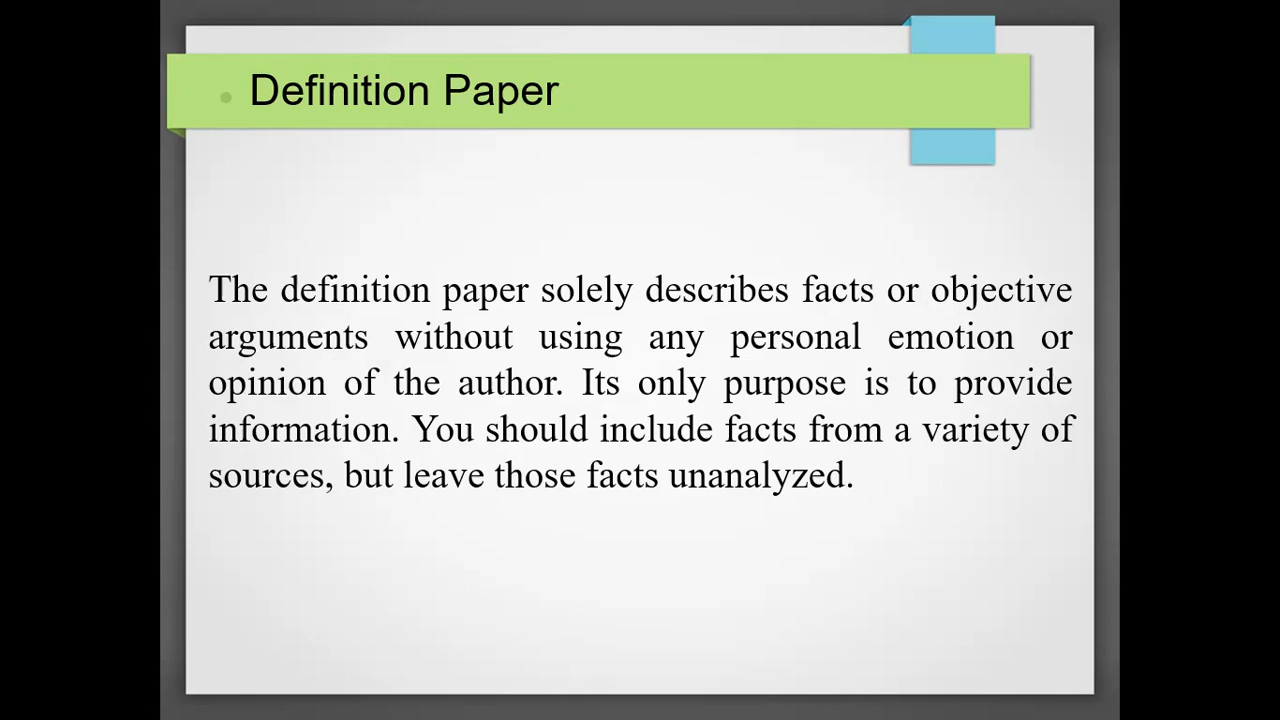 Definition Paper
The definition paper solely describes facts or objective
arguments without using any personal emotion or
opinion of the author. Its only purpose is to provide
information. You should include facts from a variety of
sources, but leave those facts unanalyzed.